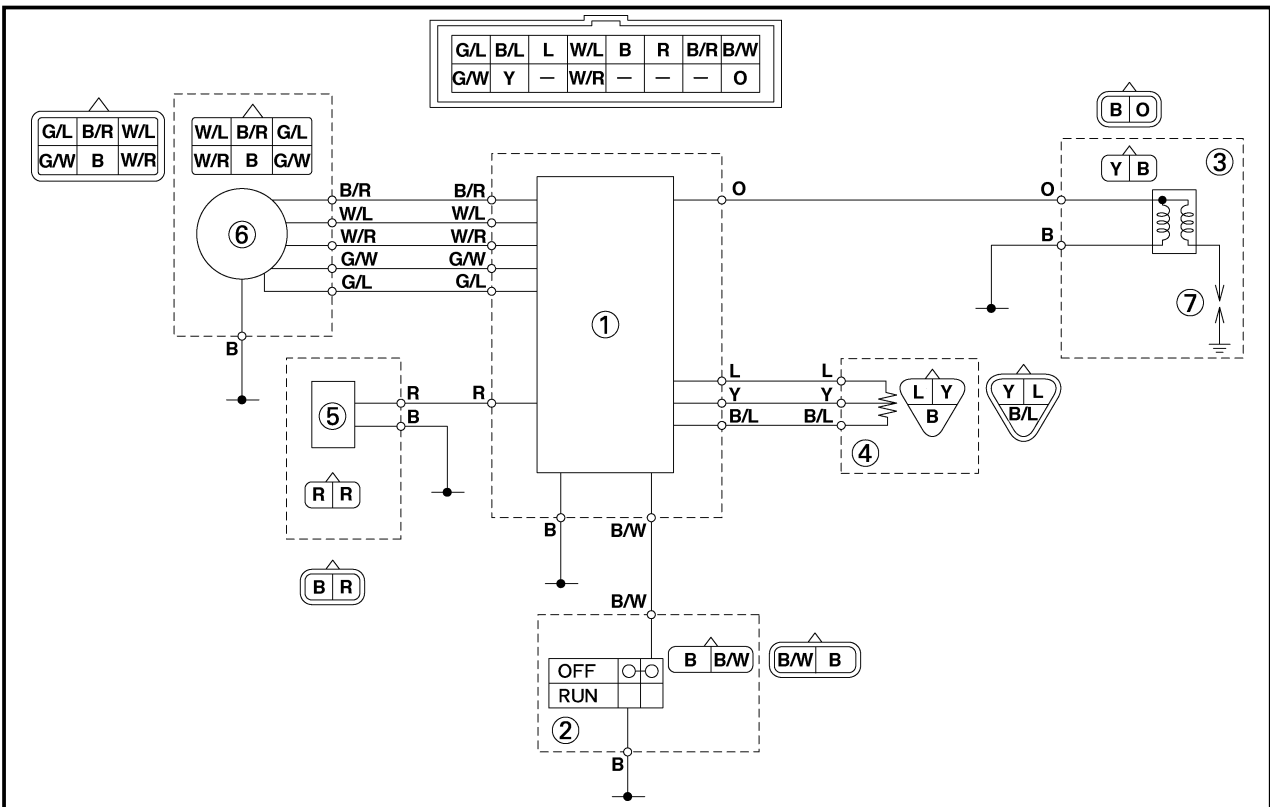 G/L B/L L W/L B R B/R B/W
G/W Y — W/R — — — O
G/L B/R W/L
G/W B W/R
W/L B/R G/L
W/R B G/W
B O
Y B
③
B/R B/R
W/L W/L
W/R W/R
G/W G/W
G/L G/L
⑥
B
①
O O
B
⑦
R R
B
⑤
R R
B R
L L
Y Y
B/L B/L
④
L Y
B
Y L
B/L
B B/W
B/W
OFF
RUN
B B/W
B/W B
②
B